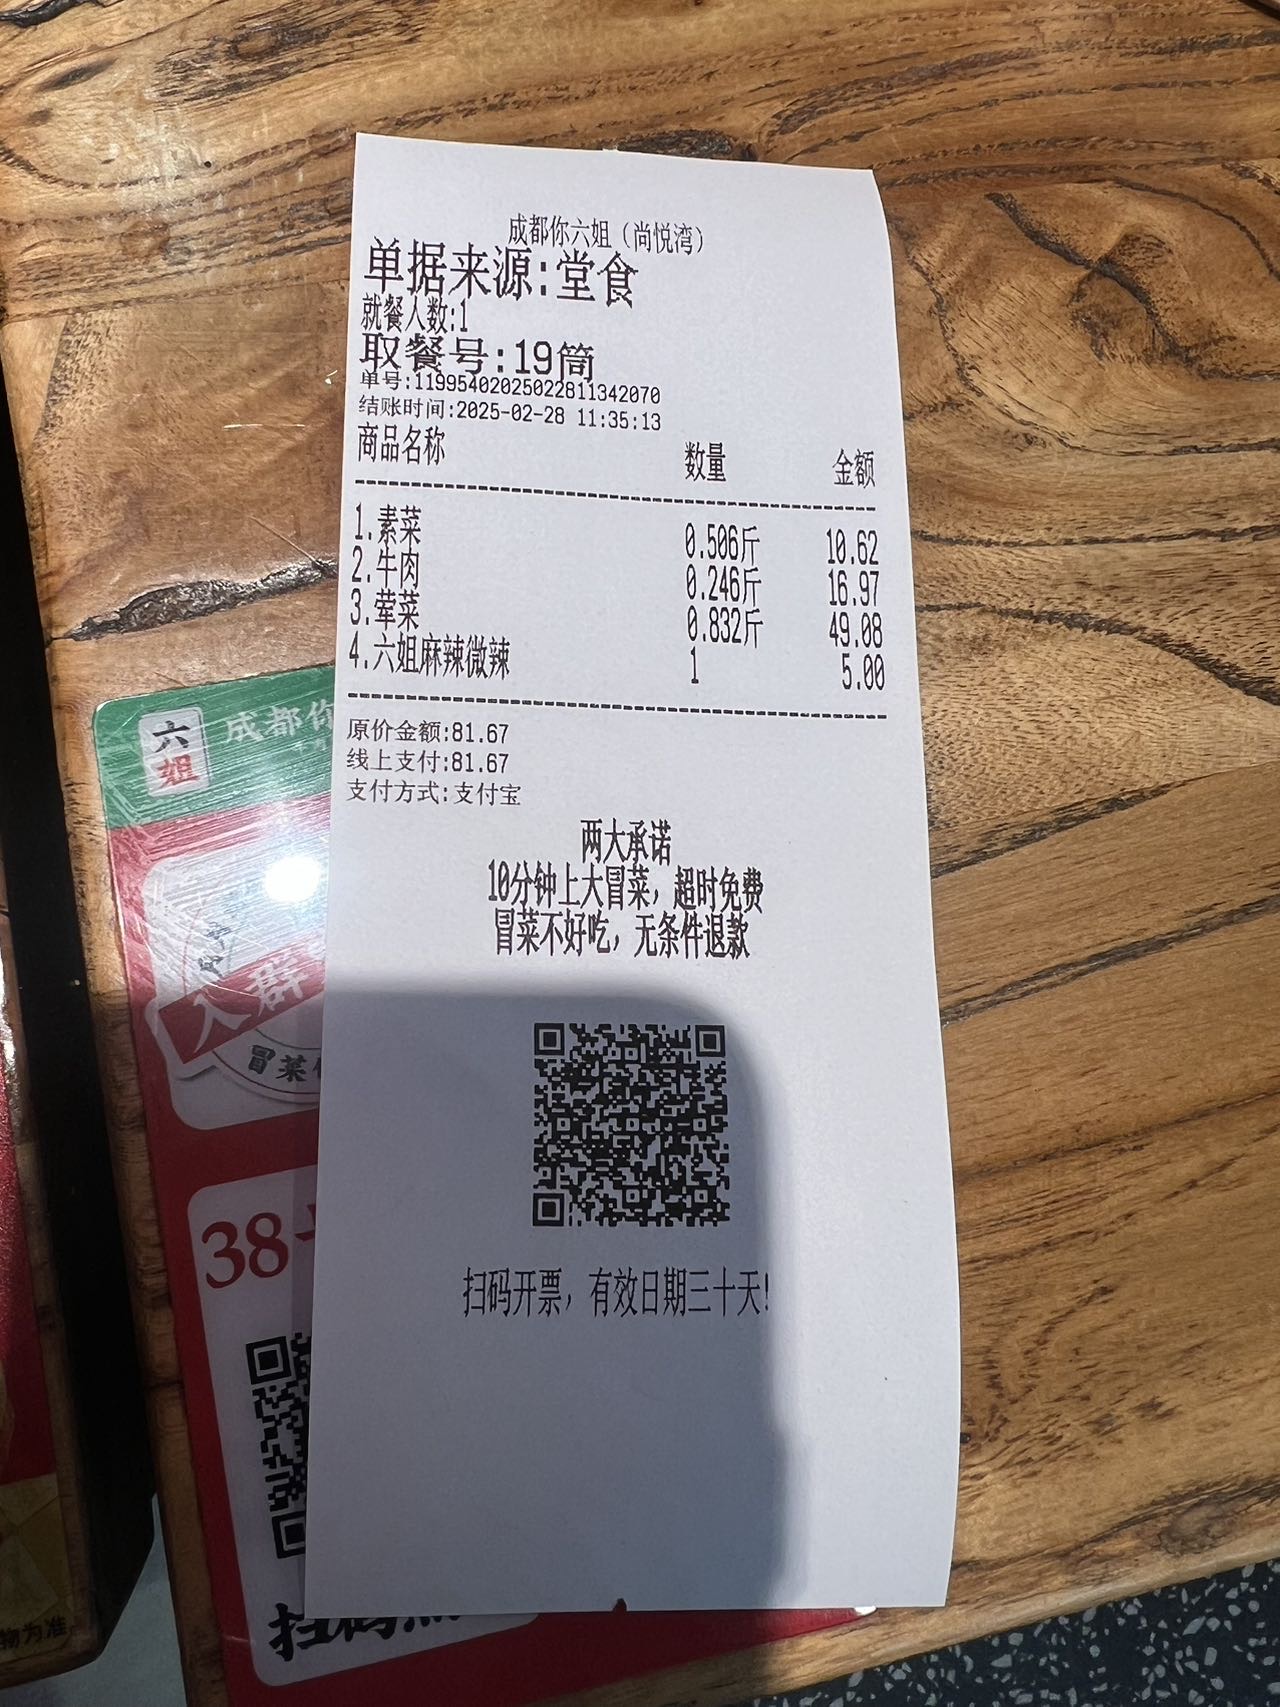 成都你六姐（尚悦湾）
单据来源:堂食
就餐人数:1
取餐号:19筒
单号:11995402025022811342070
结账时间:2025-02-28 11:35:13
商品名称 数量 金额
1.素菜 0.506斤 10.62
2.牛肉 0.246斤 16.97
3.荤菜 0.832斤 49.08
4.六姐麻辣微辣 1 5.00
原价金额:81.67
线上支付:81.67
支付方式:支付宝
两大承诺
10分钟上大冒菜，超时免费
冒菜不好吃，无条件退款
扫码开票，有效日期三十天!
六姐
成都你
入群
冒菜
38
扫码
物为准